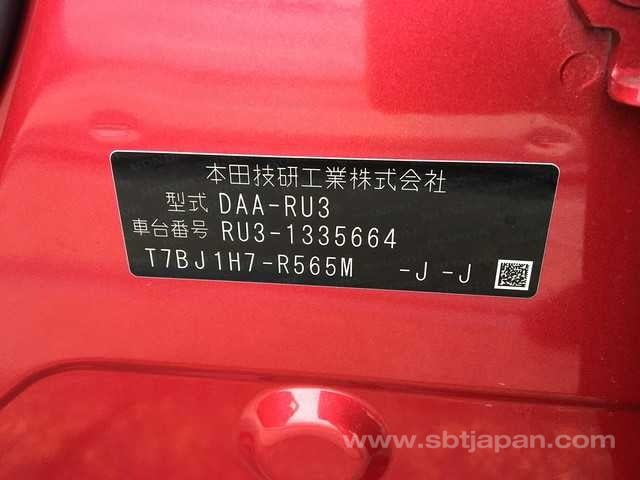 本田技研工業株式会社
型式 DAA-RU3
車台番号 RU3-1335664
T7BJ1H7-R565M -J -J
www.sbtjapan.com